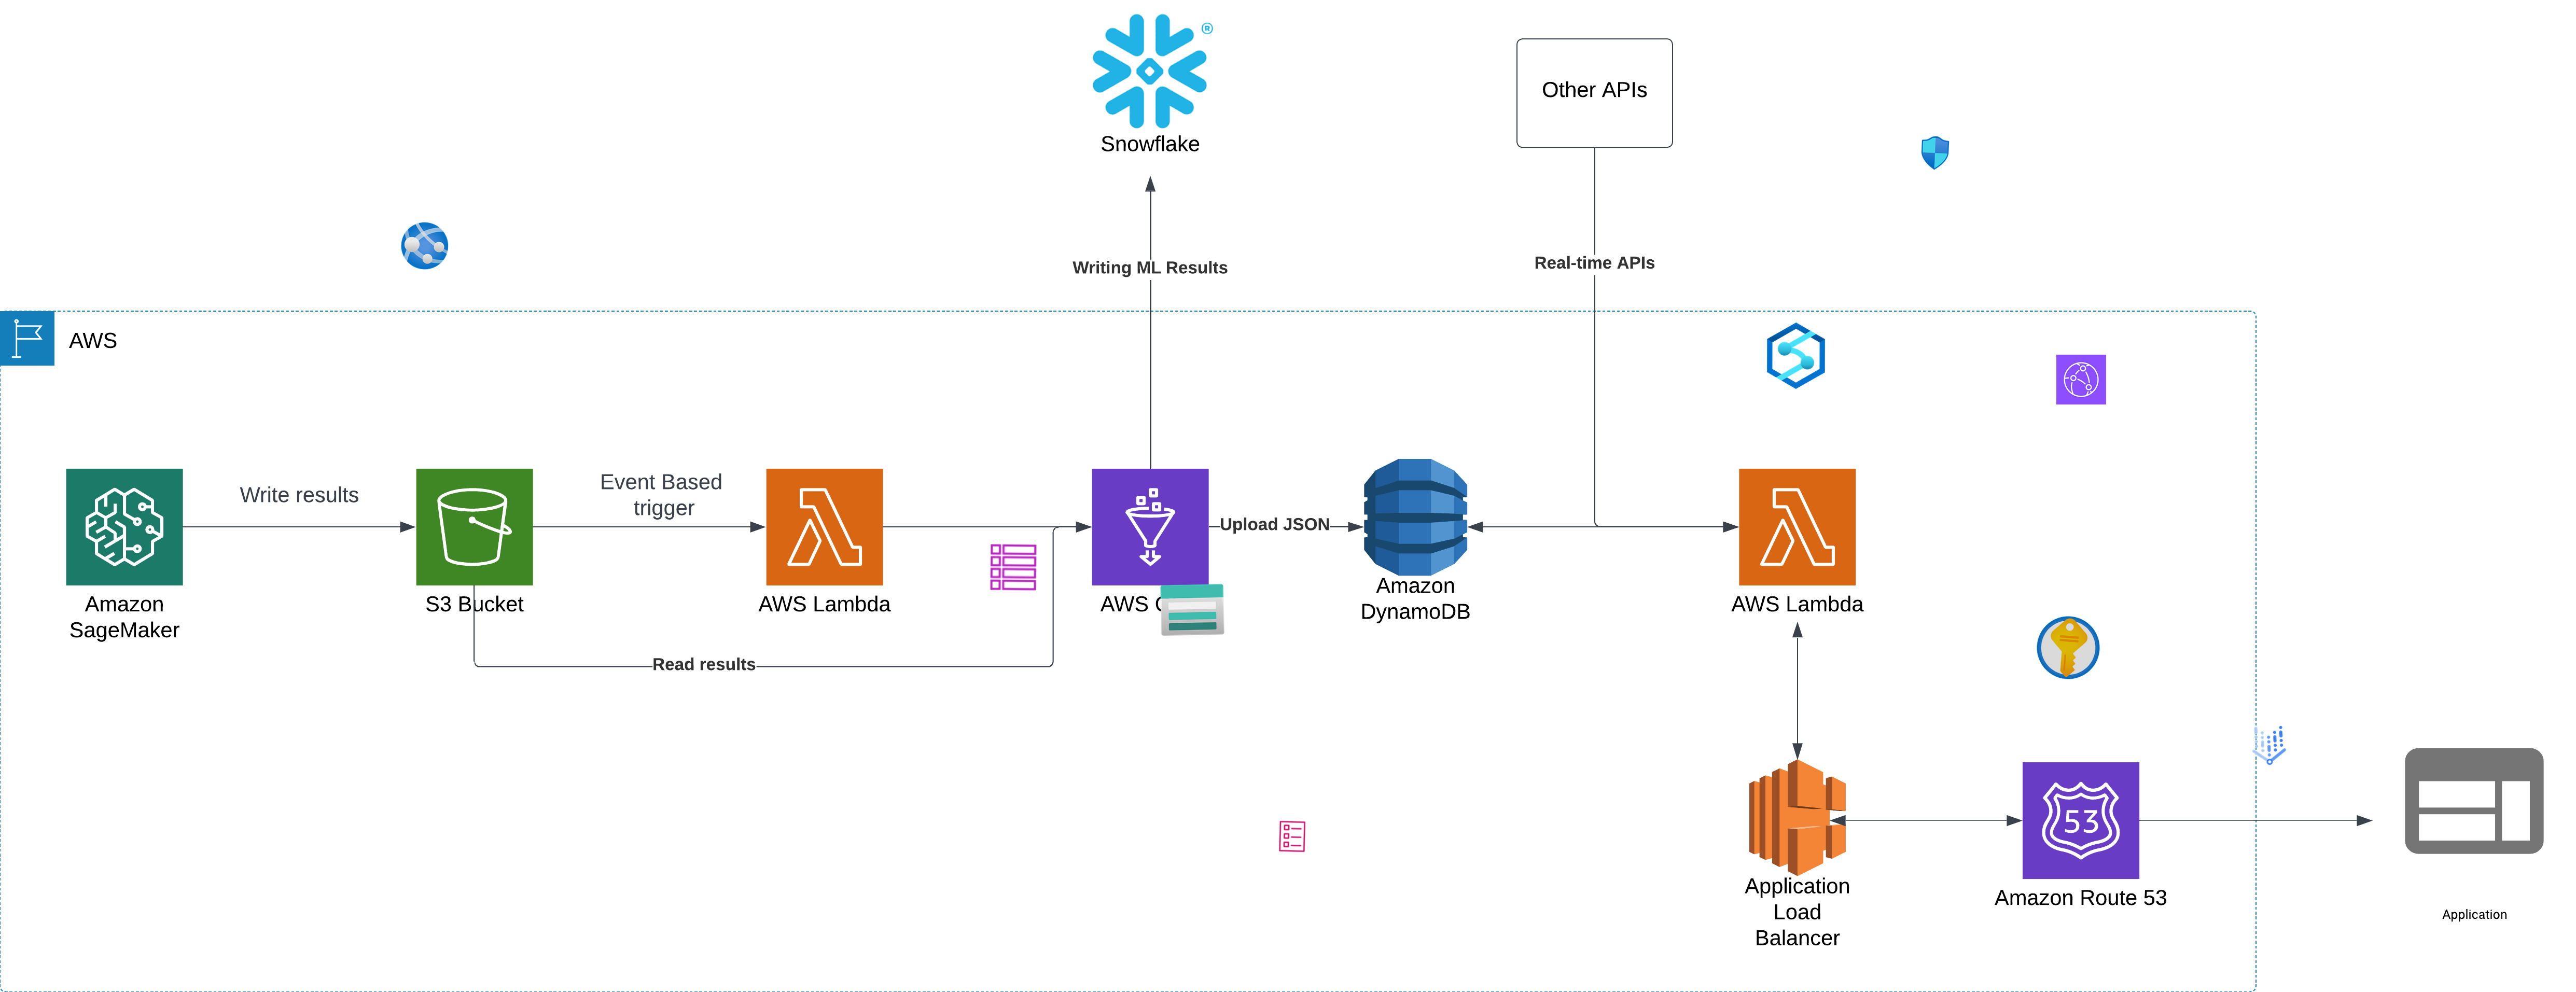 ®
Snowflake
Other APIs
Writing ML Results
Real-time APIs
AWS
Write results
Event Based
trigger
Upload JSON
Amazon
SageMaker
S3 Bucket
AWS Lambda
AWS
Amazon
DynamoDB
AWS Lambda
Read results
53
Application
Load
Balancer
Amazon Route 53
Application